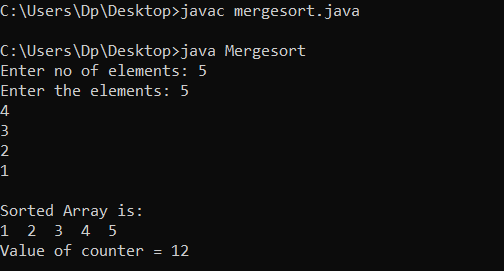 C:\Users\Dp\Desktop>javac mergesort.java
C:\Users\Dp\Desktop>java Mergesort
Enter no of elements: 5
Enter the elements: 5
4
3
2
1
Sorted Array is:
1  2  3  4  5
Value of counter = 12